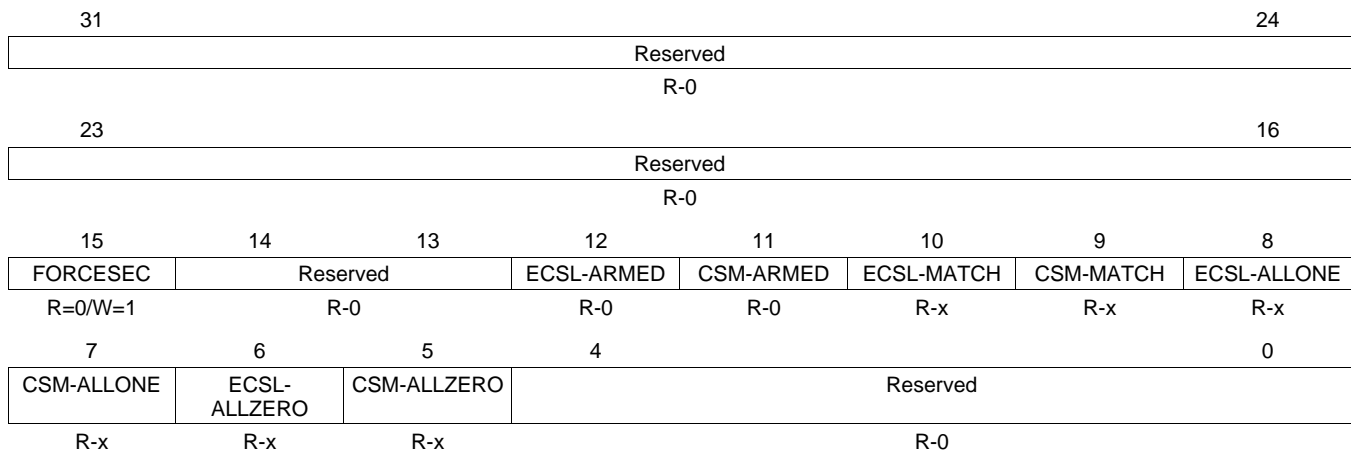 31 24
Reserved
R-0
23 16
Reserved
R-0
15 14 13 12 11 10 9 8
FORCESEC Reserved ECSL-ARMED CSM-ARMED ECSL-MATCH CSM-MATCH ECSL-ALLONE
R=0/W=1 R-0 R-0 R-0 R-x R-x R-x
7 6 5 4 0
CSM-ALLONE ECSL- CSM-ALLZERO Reserved
ALLZERO
R-x R-x R-x R-0